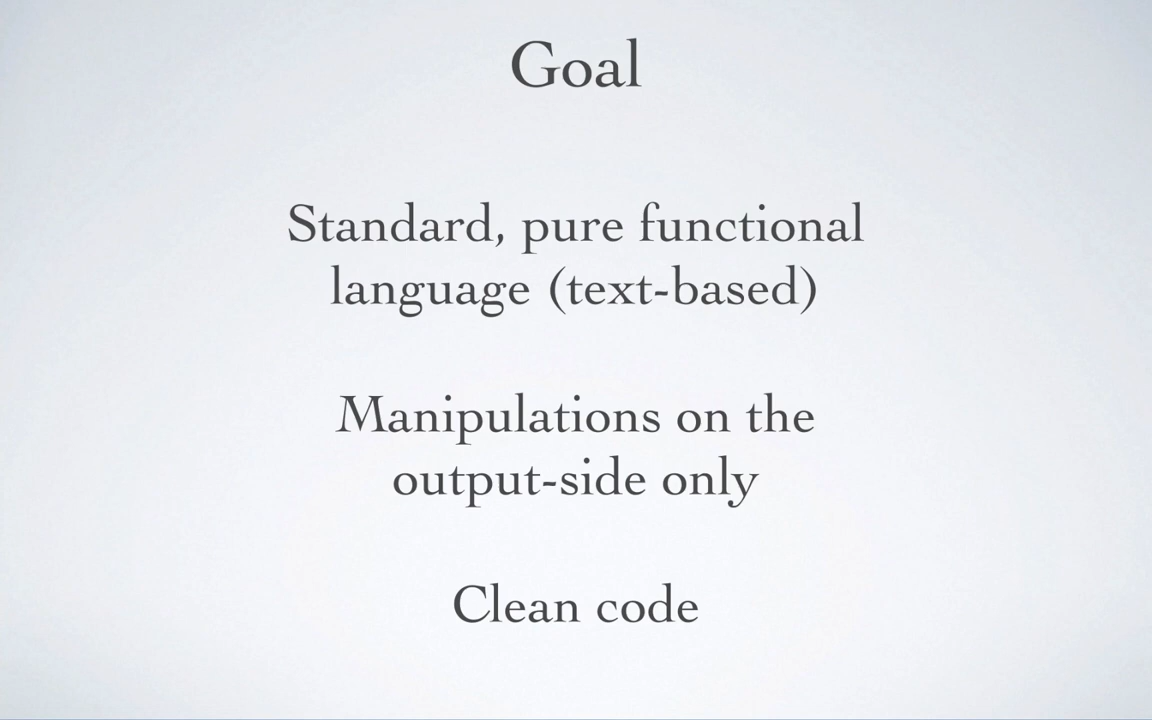 Goal
Standard, pure functional
language (text-based)
Manipulations on the
output-side only
Clean code